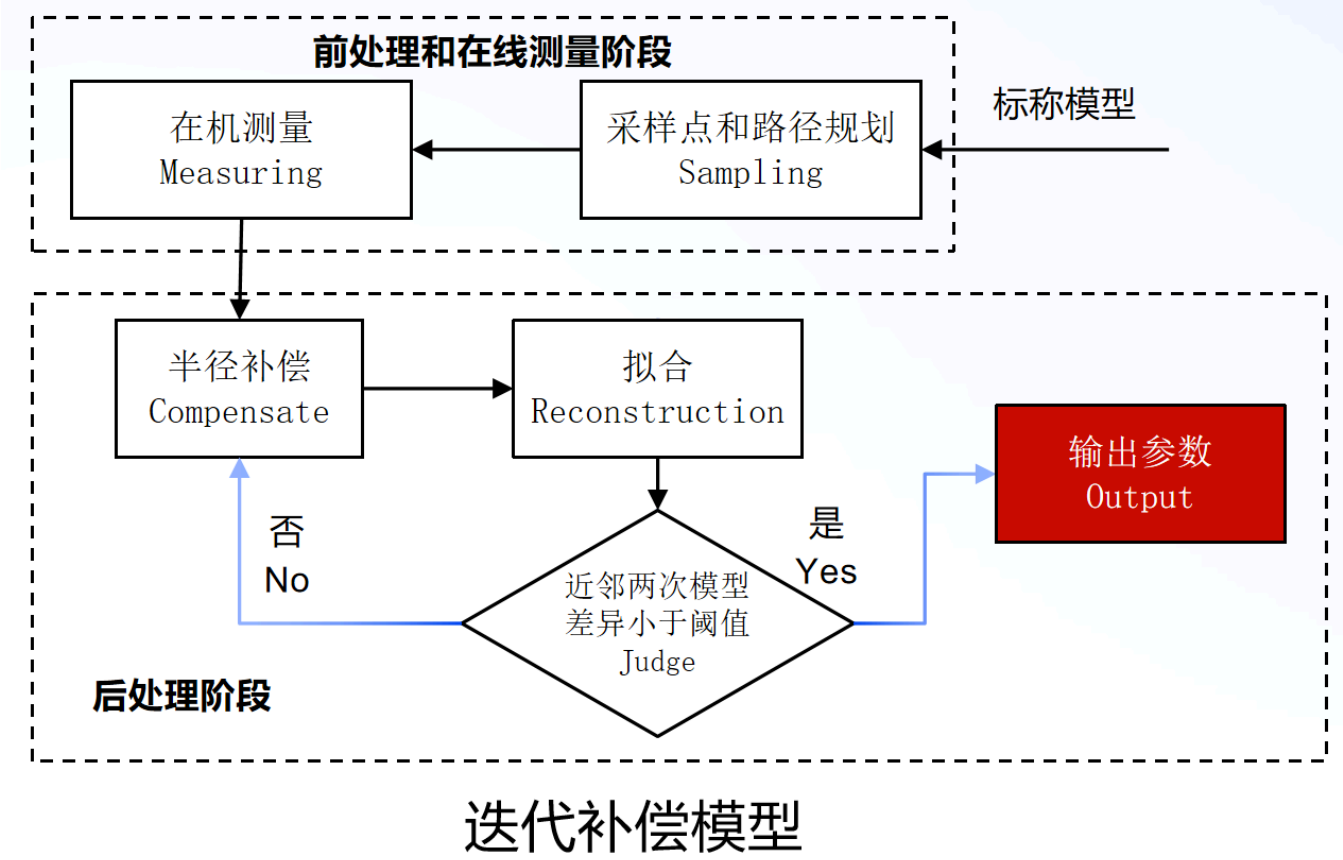 前处理和在线测量阶段
标称模型
采样点和路径规划
Sampling
在机测量
Measuring
半径补偿
Compensate
拟合
Reconstruction
近邻两次模型
差异小于阈值
Judge
否
No
是
Yes
输出参数
Output
后处理阶段
迭代补偿模型